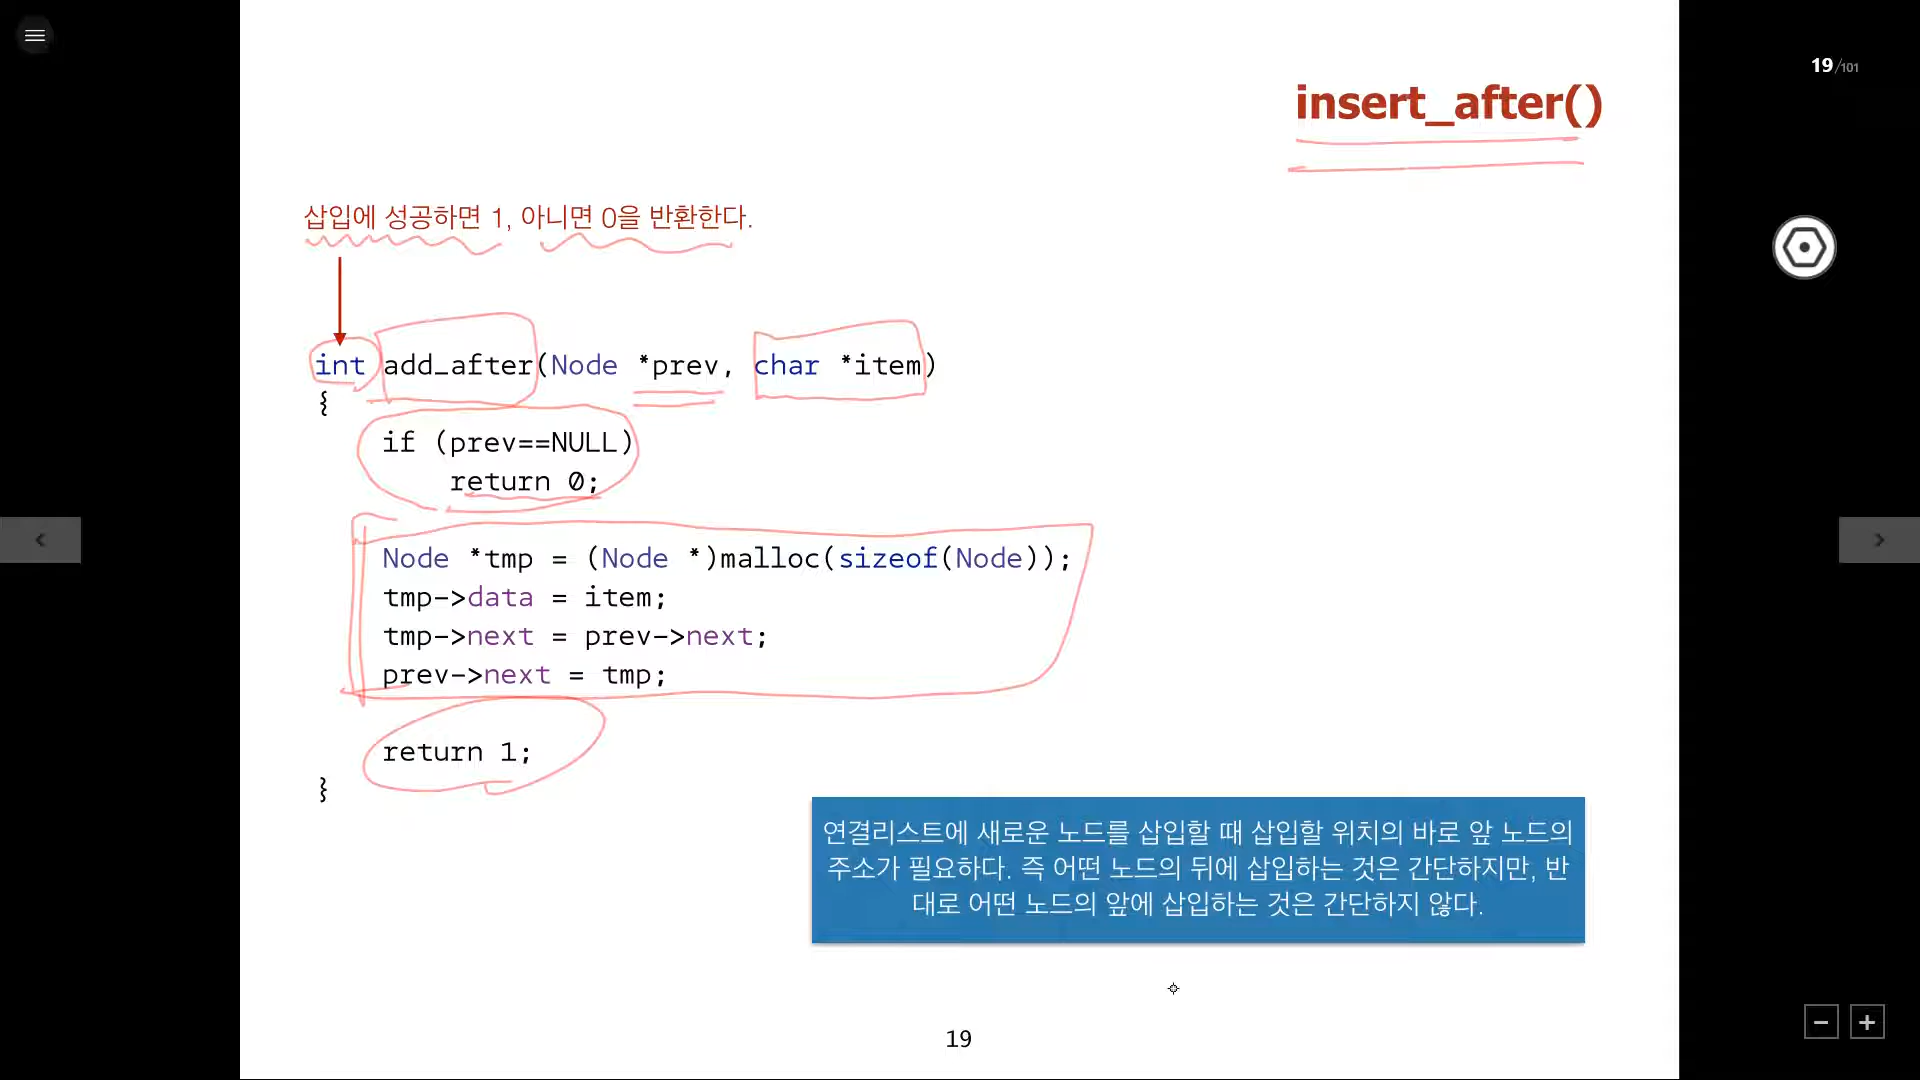 19/101
insert_after()
삽입에 성공하면 1, 아니면 0을 반환한다.
int add_after(Node *prev, char *item)
{
if (prev==NULL)
return 0;
Node *tmp = (Node *)malloc(sizeof(Node));
tmp->data = item;
tmp->next = prev->next;
prev->next = tmp;
return 1;
}
연결리스트에 새로운 노드를 삽입할 때 삽입할 위치의 바로 앞 노드의
주소가 필요하다. 즉 어떤 노드의 뒤에 삽입하는 것은 간단하지만, 반
대로 어떤 노드의 앞에 삽입하는 것은 간단하지 않다.
19